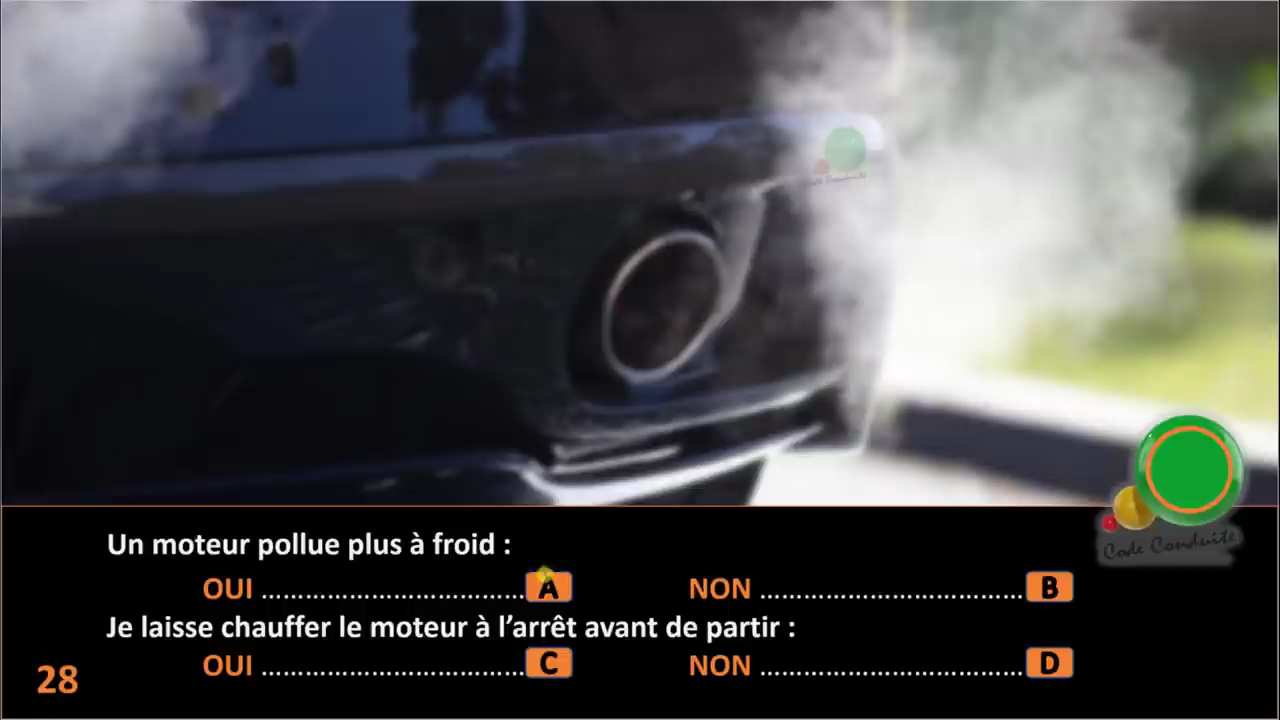 Un moteur pollue plus à froid :
OUI ........................................ A NON ........................................ B
Je laisse chauffer le moteur à l’arrêt avant de partir :
OUI ........................................ C NON ........................................ D
28
Code Conduite